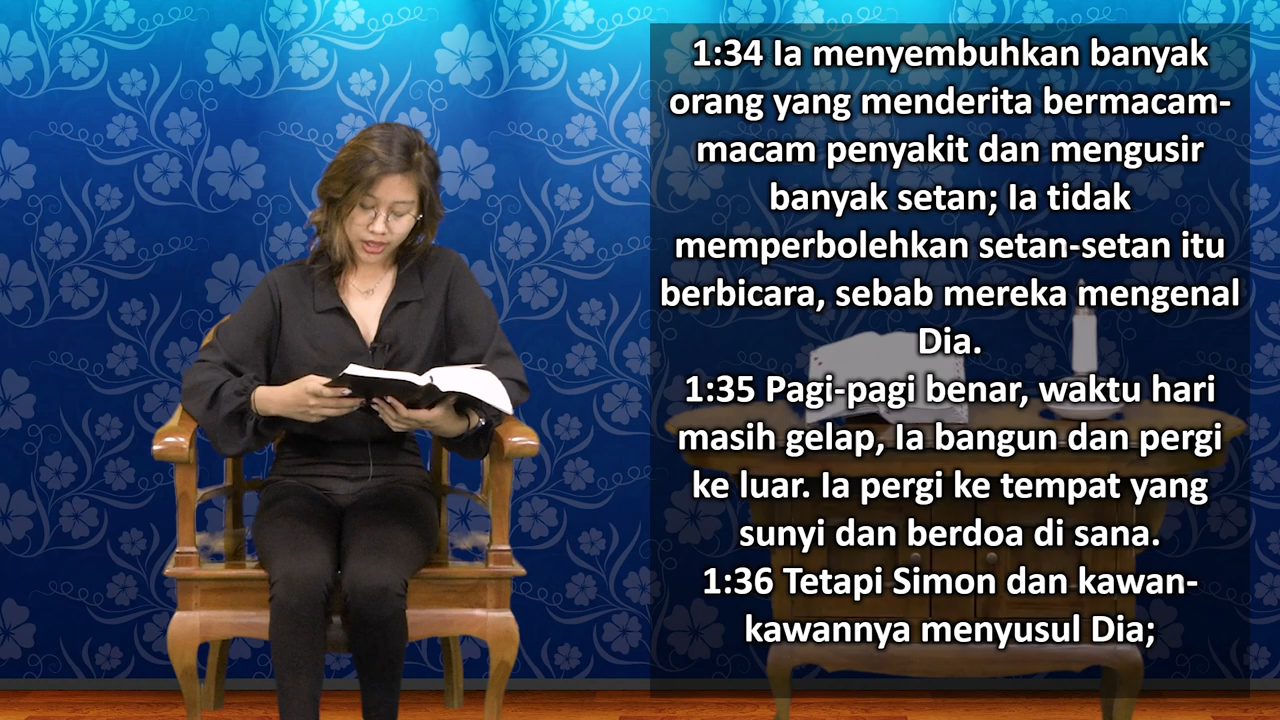 1:34 Ia menyembuhkan banyak
orang yang menderita bermacam-
macam penyakit dan mengusir
banyak setan; Ia tidak
memperbolehkan setan-setan itu
berbicara, sebab mereka mengenal
Dia.
1:35 Pagi-pagi benar, waktu hari
masih gelap, Ia bangun dan pergi
ke luar. Ia pergi ke tempat yang
sunyi dan berdoa di sana.
1:36 Tetapi Simon dan kawan-
kawannya menyusul Dia;